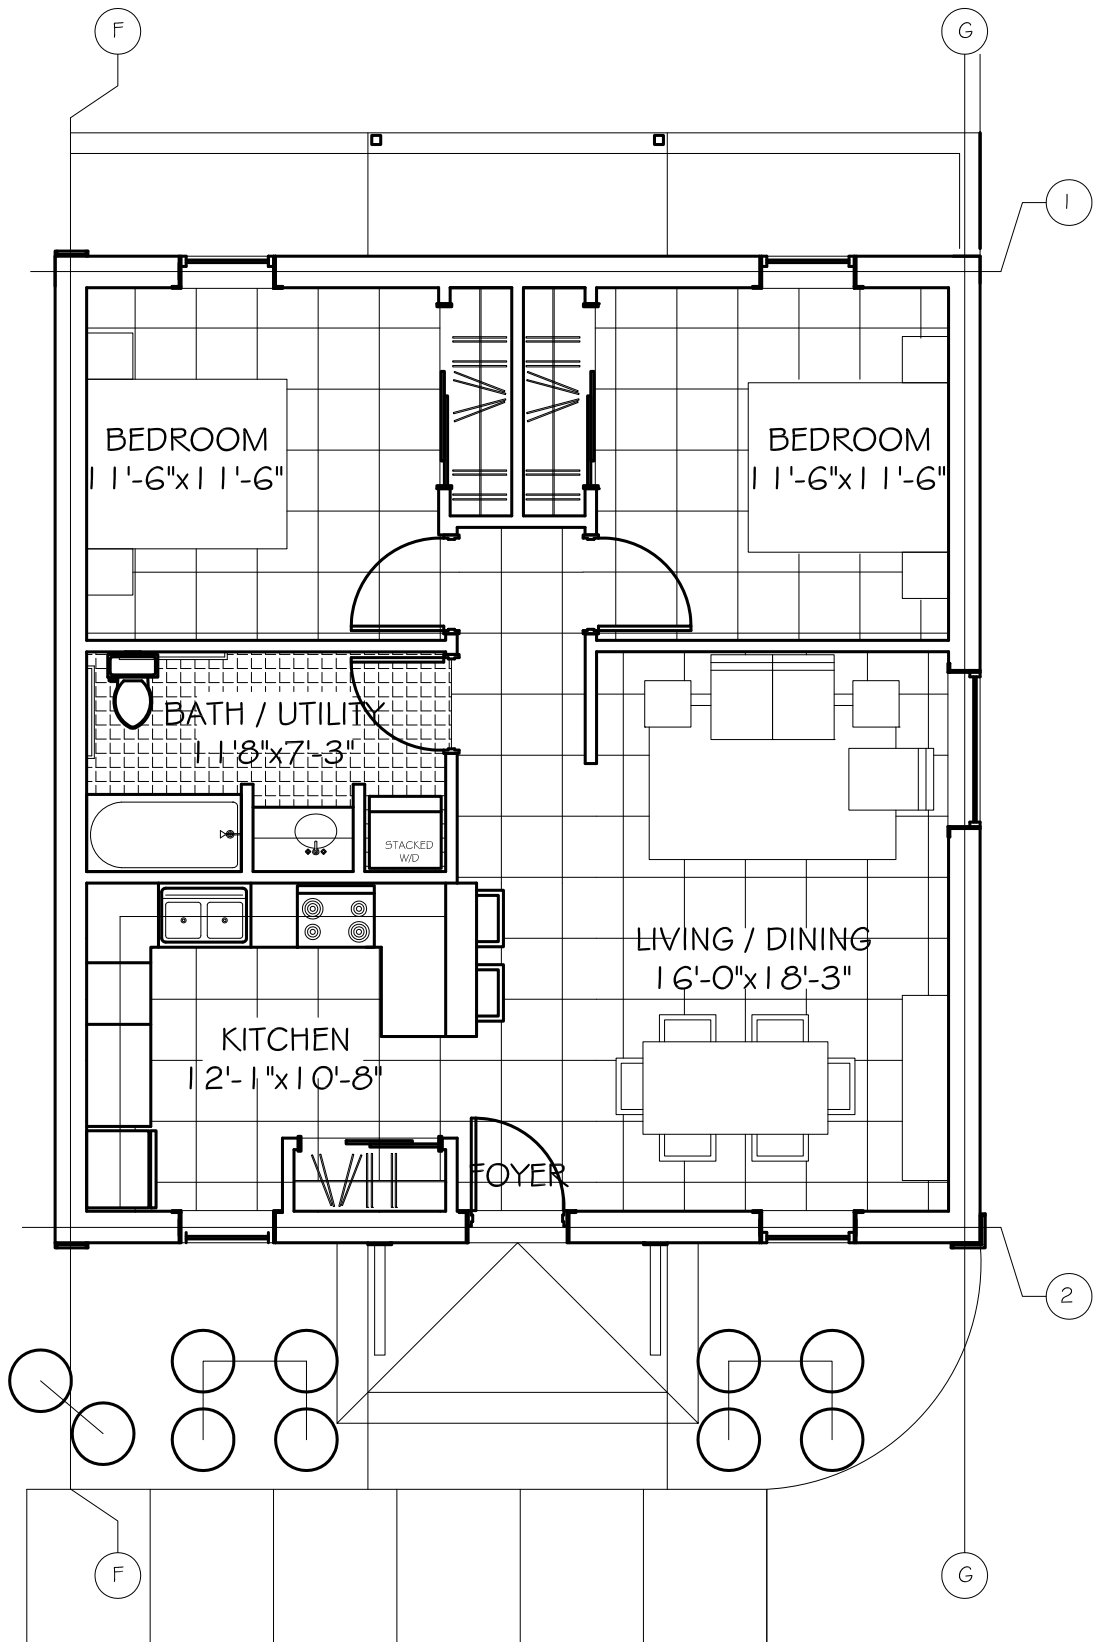 F
G
1
BEDROOM
11'-6"x11'-6"
BEDROOM
11'-6"x11'-6"
BATH / UTILITY
11'8"x7'-3"
STACKED
W/D
LIVING / DINING
16'-0"x18'-3"
KITCHEN
12'-1"x10'-8"
FOYER
2
F
G